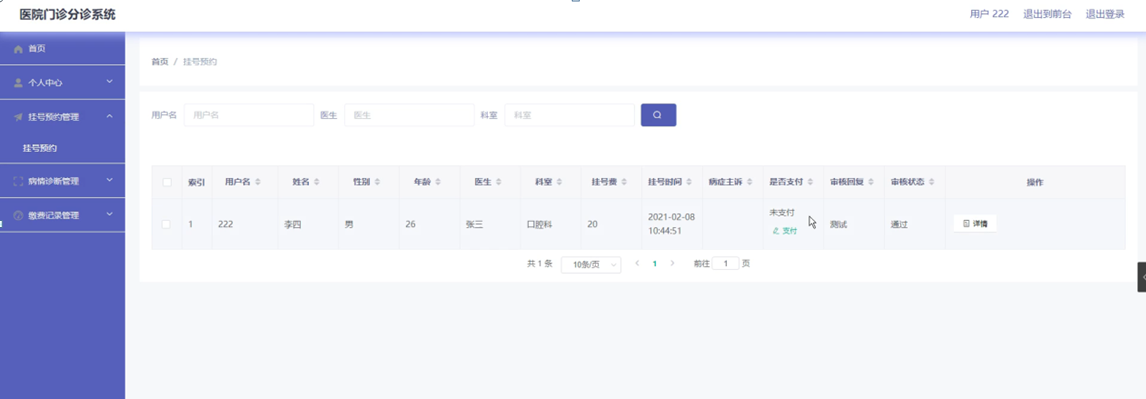 医院门诊分诊系统
用户 222 退出到前台 退出登录
首页
个人中心
挂号预约管理
挂号预约
病情诊断管理
缴费记录管理
首页 / 挂号预约
用户名 用户名 医生 医生 科室 科室
索引 用户名 姓名 性别 年龄 医生 科室 挂号费 挂号时间 病症主诉 是否支付 审核回复 审核状态 操作
1 222 李四 男 26 张三 口腔科 20 2021-02-08 未支付 测试 通过 详情
10:44:51 支付
共 1 条 10条/页 1 前往 1 页